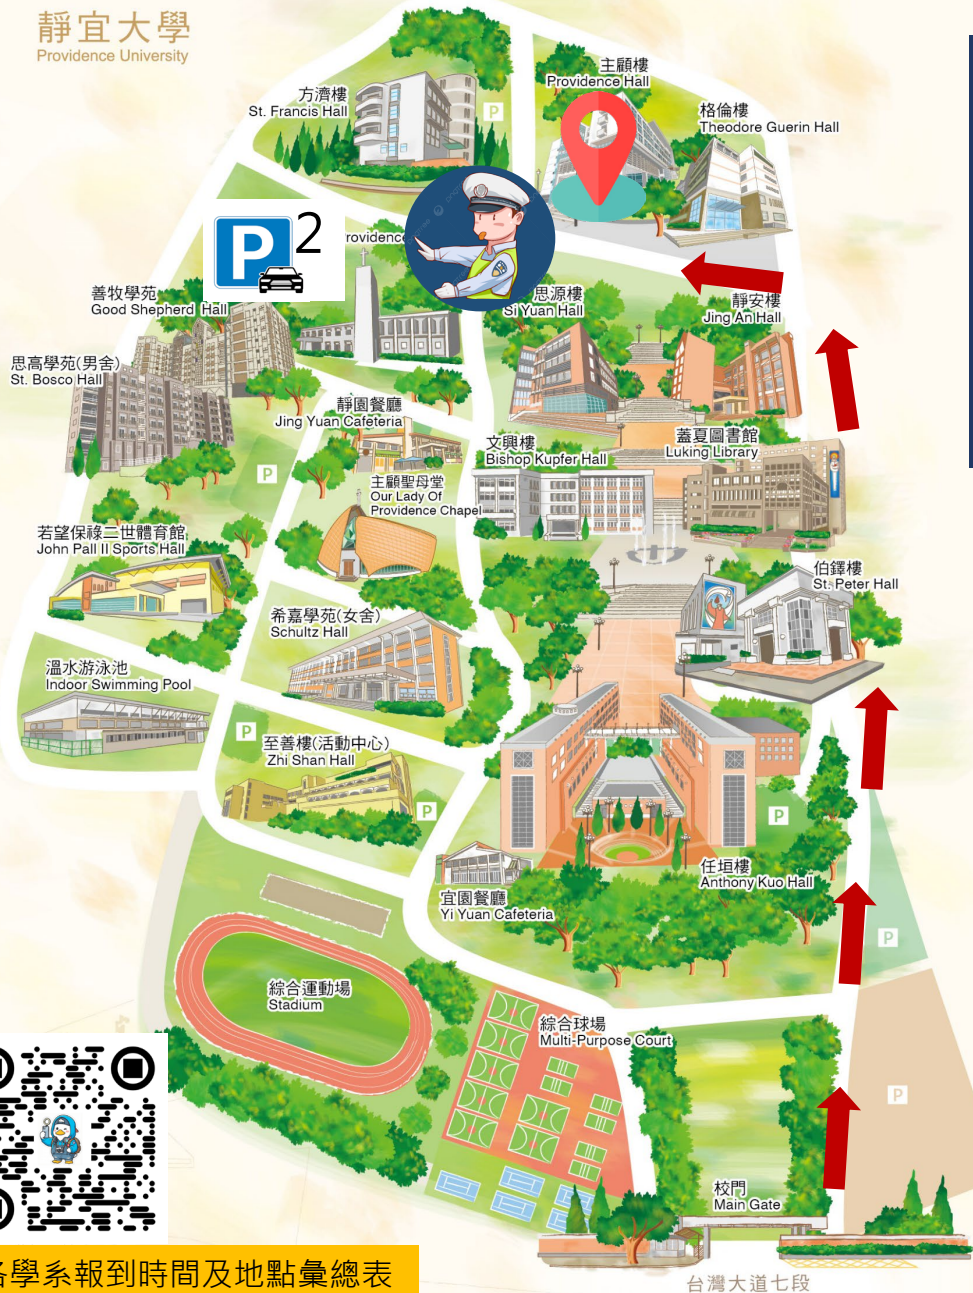 靜宜大學
Providence University
主顧樓
Providence Hall
方濟樓
St. Francis Hall
P
格倫樓
Theodore Guerin Hall
P 2
rovidence
善牧學苑
Good Shepherd Hall
思源樓
Si Yuan Hall
靜安樓
Jing An Hall
思高學苑(男舍)
St. Bosco Hall
靜園餐廳
Jing Yuan Cafeteria
文興樓
Bishop Kupfer Hall
蓋夏圖書館
Luking Library
P
主顧聖母堂
Our Lady Of
Providence Chapel
若望保祿二世體育館
John Pall II Sports Hall
伯鐸樓
St. Peter Hall
希嘉學苑(女舍)
Schultz Hall
溫水游泳池
Indoor Swimming Pool
P
至善樓(活動中心)
Zhi Shan Hall
P
P
任垣樓
Anthony Kuo Hall
宜園餐廳
Yi Yuan Cafeteria
P
綜合運動場
Stadium
綜合球場
Multi-Purpose Court
P
校門
Main Gate
各學系報到時間及地點彙總表
台灣大道七段